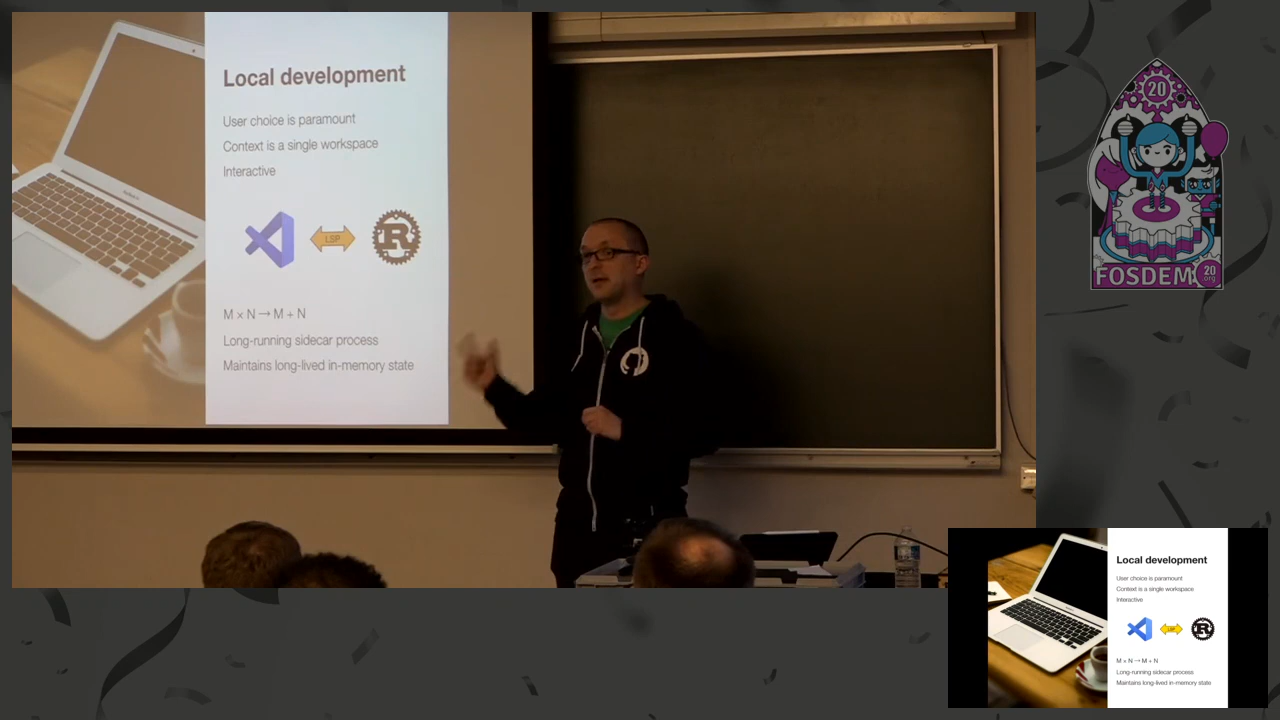 Local development
User choice is paramount
Context is a single workspace
Interactive
LSP
R
M × N → M + N
Long-running sidecar process
Maintains long-lived in-memory state
20
FOSDEM
20
.org
Local development
User choice is paramount
Context is a single workspace
Interactive
LSP
R
M × N → M + N
Long-running sidecar process
Maintains long-lived in-memory state